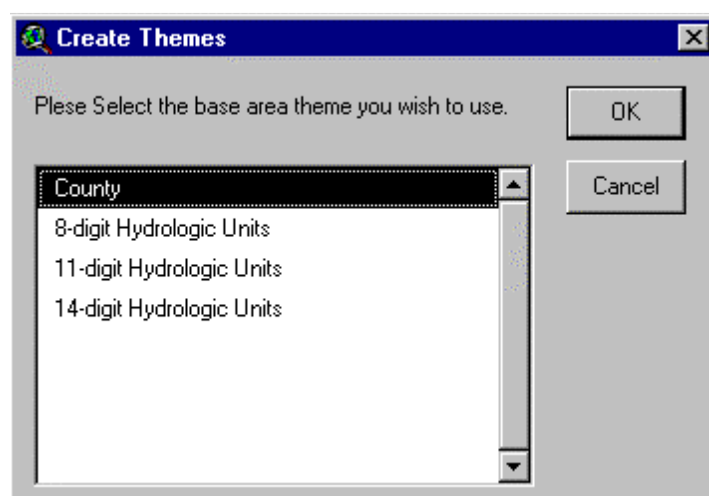 Create Themes
Plese Select the base area theme you wish to use.
OK
Cancel
County
8-digit Hydrologic Units
11-digit Hydrologic Units
14-digit Hydrologic Units